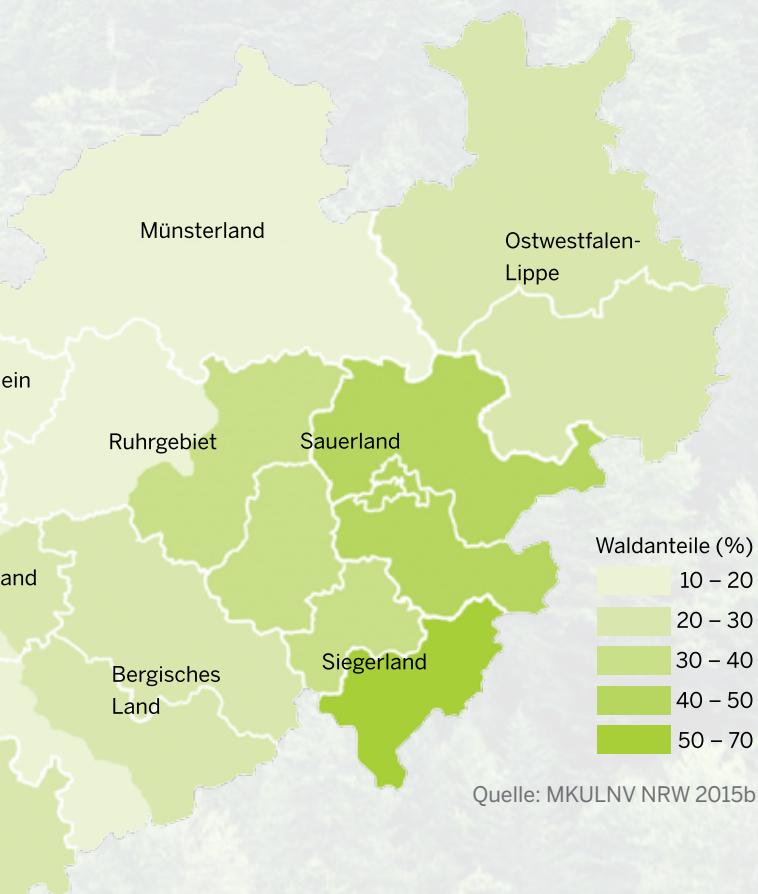 Münsterland
Ostwestfalen-
Lippe
ein
Ruhrgebiet
Sauerland
and
Siegerland
Bergisches
Land
Waldanteile (%)
10 – 20
20 – 30
30 – 40
40 – 50
50 – 70
Quelle: MKULNV NRW 2015b